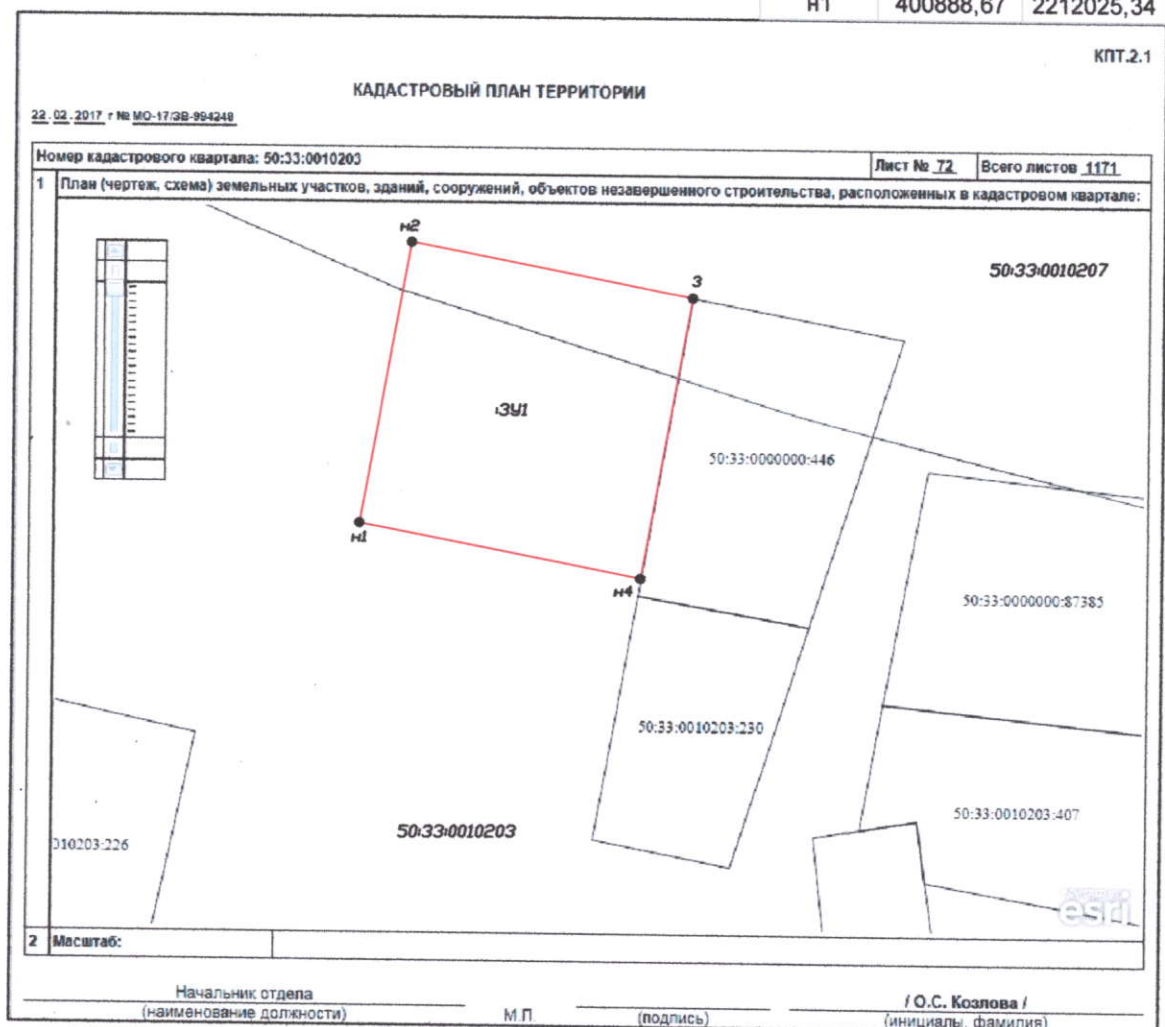 н1 400888,67 2212025,34
КПТ.2.1
КАДАСТРОВЫЙ ПЛАН ТЕРРИТОРИИ
22.02.2017 г № МО-17/ЗВ-994248
Номер кадастрового квартала: 50:33:0010203 Лист № 72 Всего листов 1171
1 План (чертеж, схема) земельных участков, зданий, сооружений, объектов незавершенного строительства, расположенных в кадастровом квартале:
н2
50:33:0010207
3
:ЗУ1
50:33:0000000:446
н1
н4
50:33:0000000:87385
50:33:0010203:230
50:33:0010203:407
50:33:0010203
010203:226
esri
2 Масштаб:
Начальник отдела
/ О.С. Козлова /
(наименование должности) М.П. (подпись) (инициалы, фамилия)